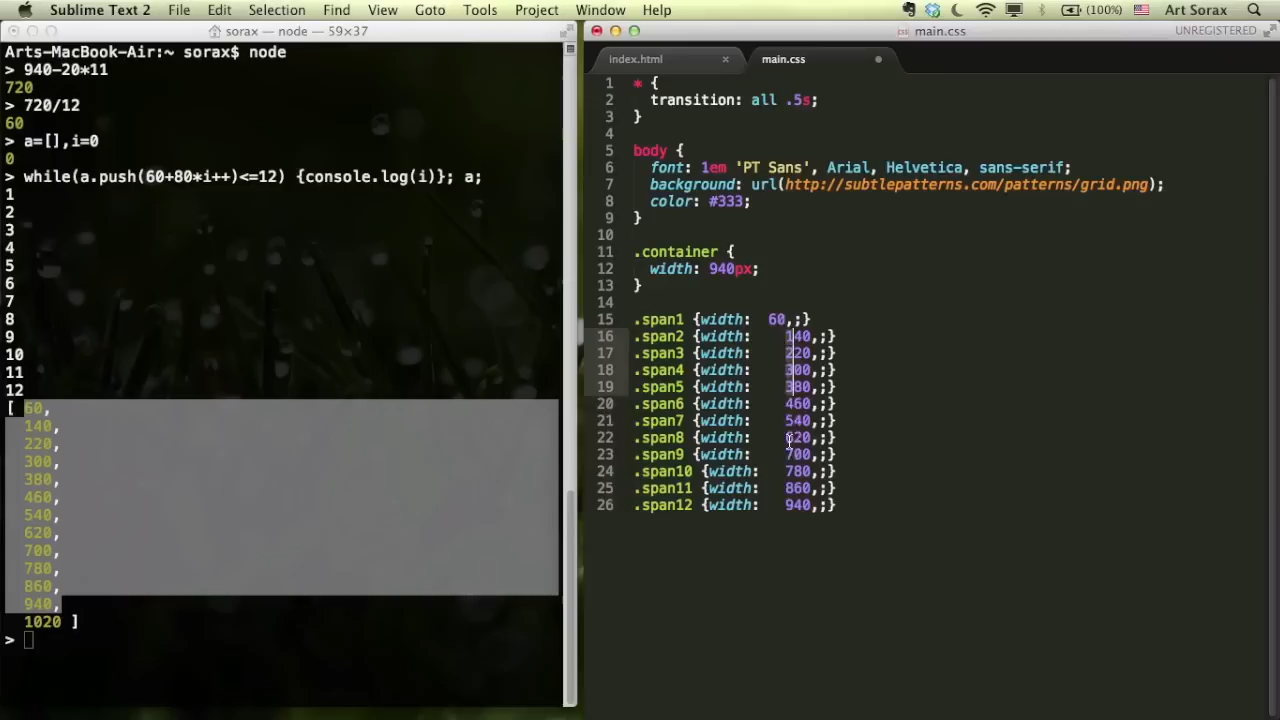 Sublime Text 2 File Edit Selection Find View Goto Tools Project Window Help (100%) Art Sorax
sorax — node — 59×37
Arts-MacBook-Air:~ sorax$ node
> 940-20*11
720
> 720/12
60
> a=[],i=0
0
> while(a.push(60+80*i++)<=12) {console.log(i)}; a;
1
2
3
4
5
6
7
8
9
10
11
12
[ 60,
140,
220,
300,
380,
460,
540,
620,
700,
780,
860,
940,
1020 ]
>
main.css UNREGISTERED
index.html × main.css
1 * {
2 transition: all .5s;
3 }
4
5 body {
6 font: 1em 'PT Sans', Arial, Helvetica, sans-serif;
7 background: url(http://subtlepatterns.com/patterns/grid.png);
8 color: #333;
9 }
10
11 .container {
12 width: 940px;
13 }
14
15 .span1 {width: 60,;}
16 .span2 {width: 140,;}
17 .span3 {width: 220,;}
18 .span4 {width: 300,;}
19 .span5 {width: 380,;}
20 .span6 {width: 460,;}
21 .span7 {width: 540,;}
22 .span8 {width: 620,;}
23 .span9 {width: 700,;}
24 .span10 {width: 780,;}
25 .span11 {width: 860,;}
26 .span12 {width: 940,;}